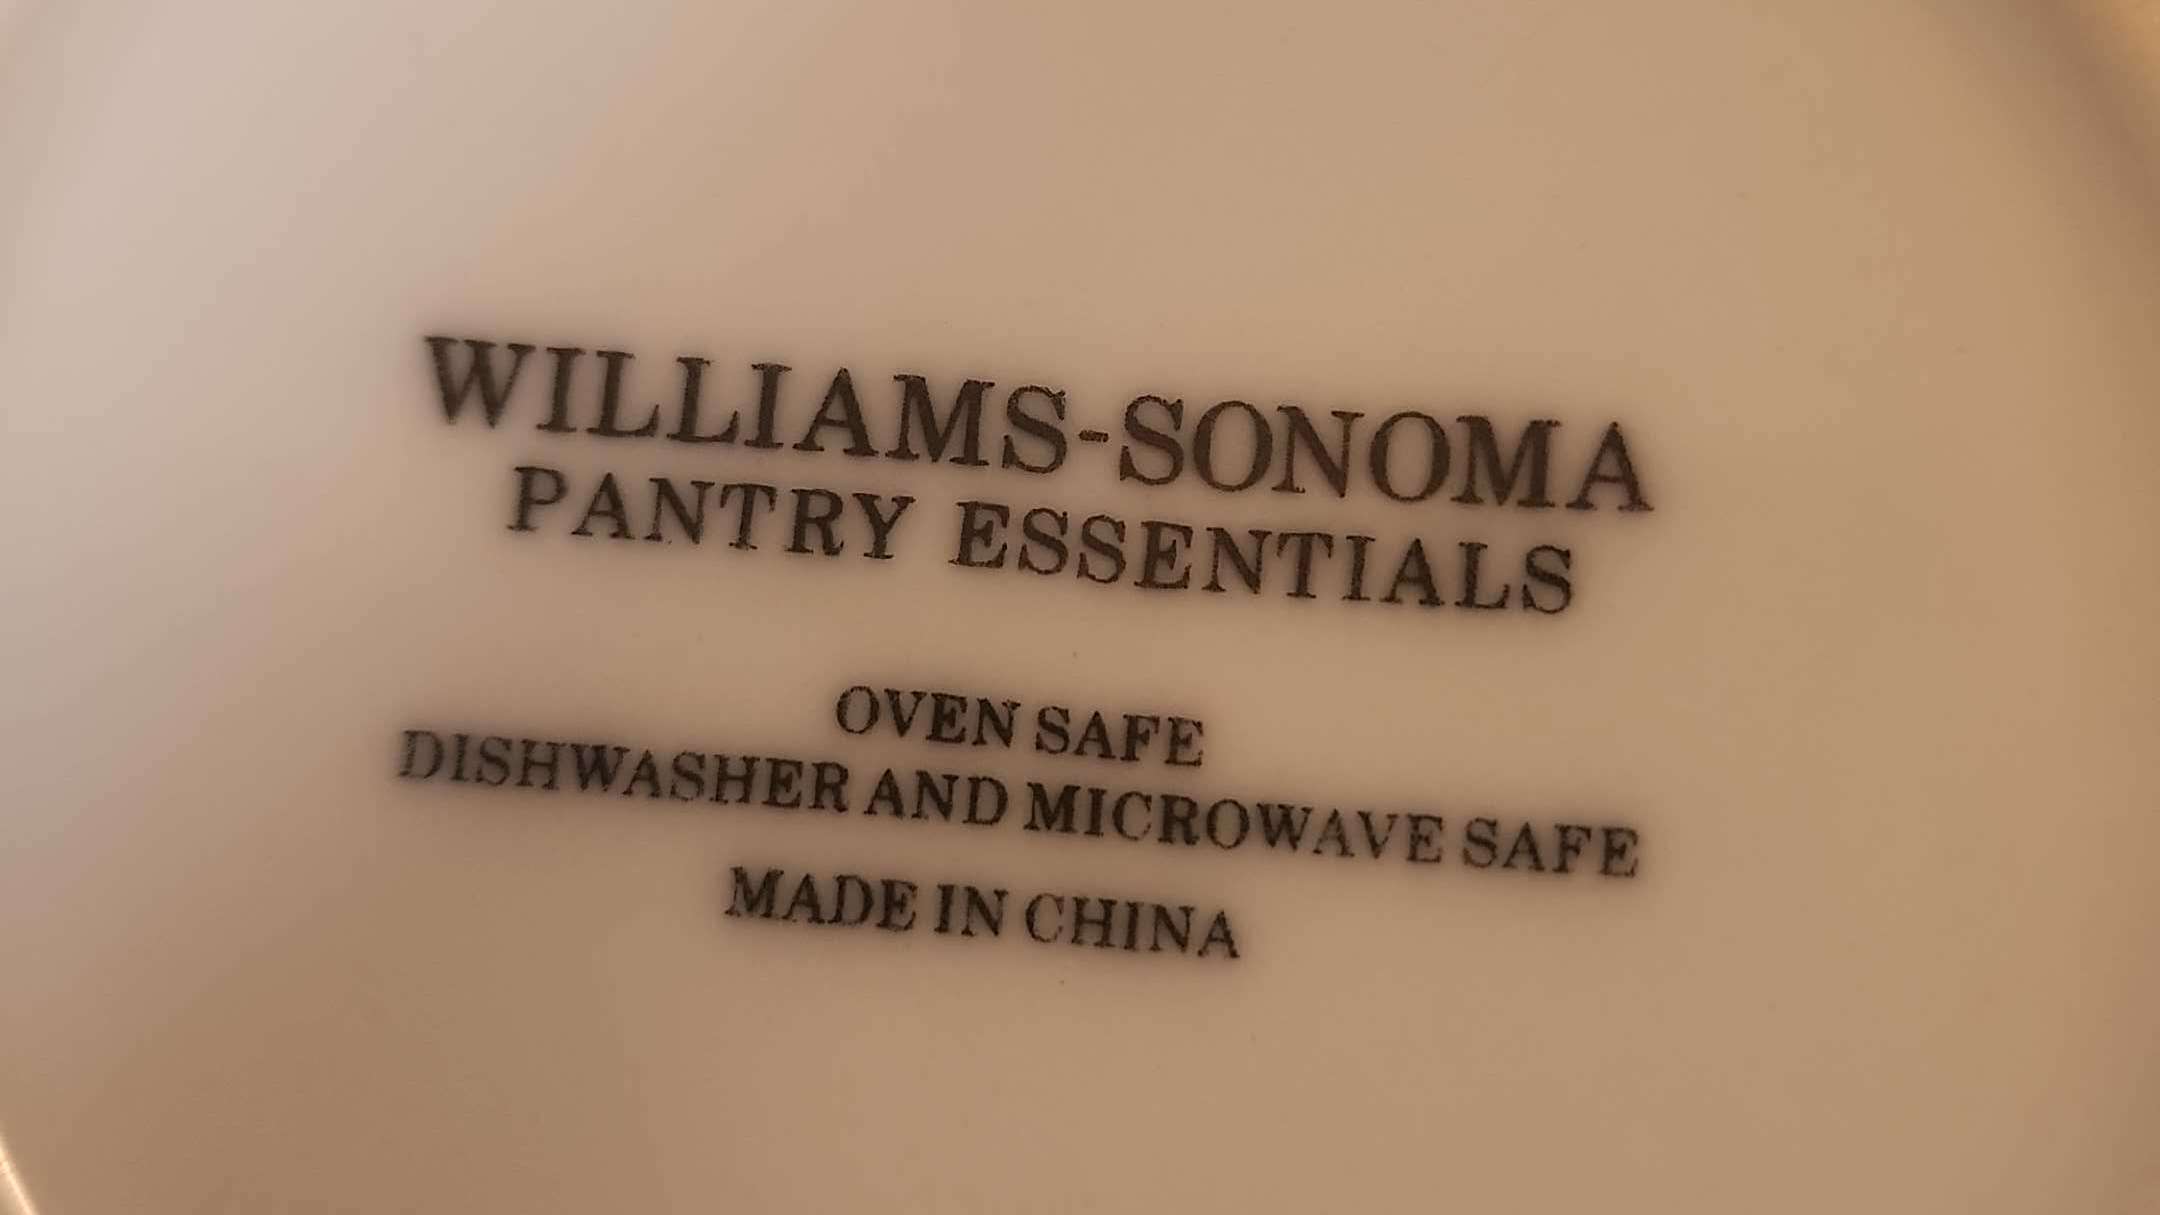 WILLIAMS-SONOMA
PANTRY ESSENTIALS
OVEN SAFE
DISHWASHER AND MICROWAVE SAFE
MADE IN CHINA